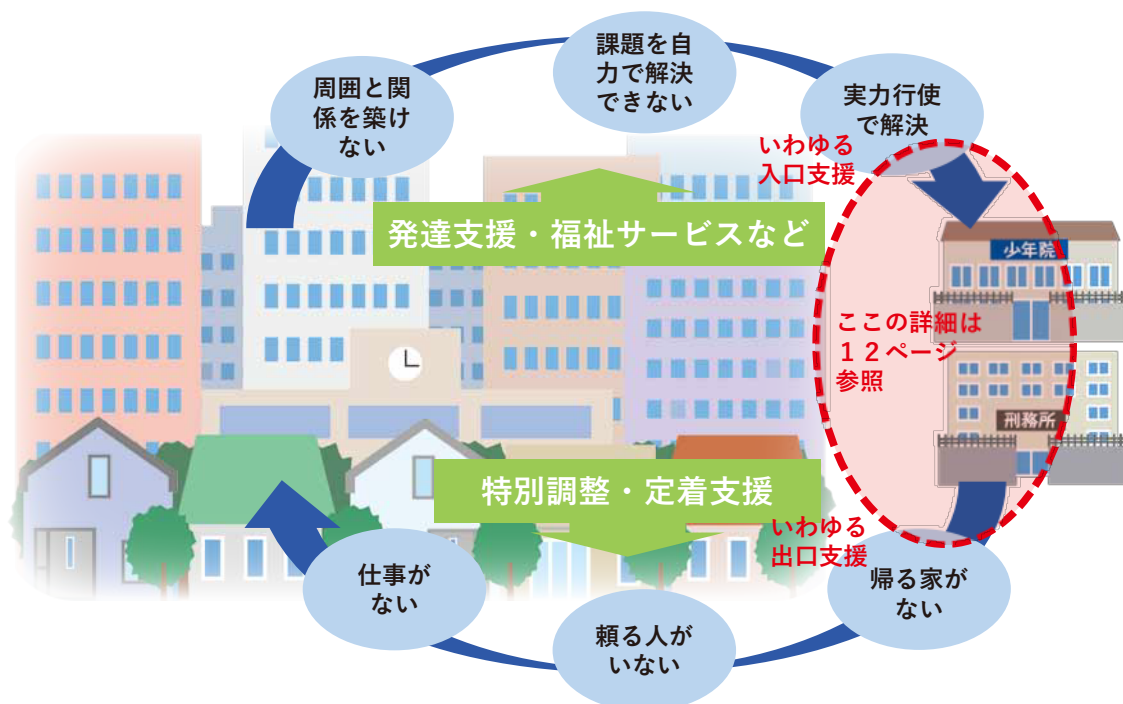 課題を自
力で解決
できない
周囲と関
係を築け
ない
実力行使
で解決
いわゆる
入口支援
発達支援・福祉サービスなど
少年院
ここの詳細は
１２ページ
参照
刑務所
特別調整・定着支援
いわゆる
出口支援
仕事が
ない
帰る家が
ない
頼る人が
いない